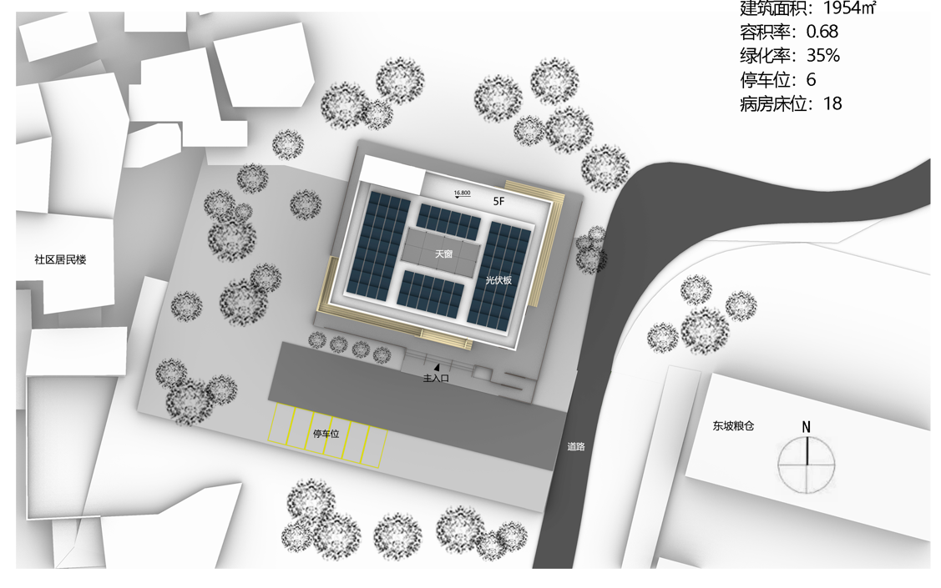 建筑面积：1954㎡
容积率：0.68
绿化率：35%
停车位：6
病房床位：18
16.800
5F
天窗
光伏板
社区居民楼
主入口
停车位
道路
东坡粮仓
N